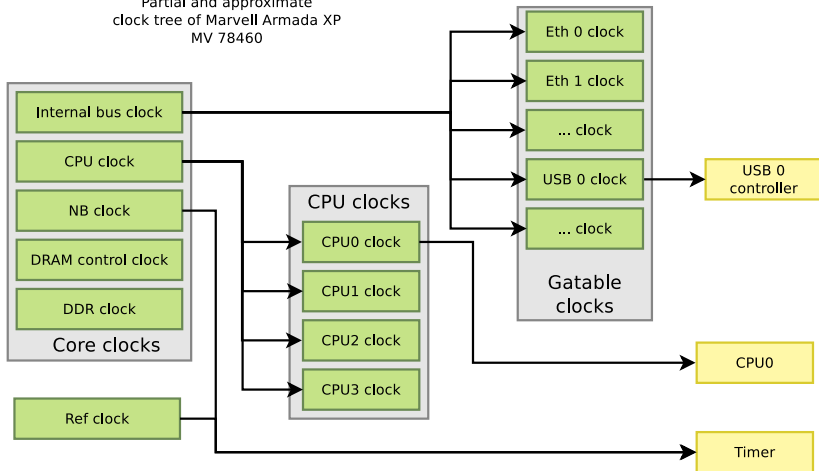 Partial and approximate
clock tree of Marvell Armada XP
MV 78460
Eth 0 clock
Eth 1 clock
... clock
USB 0 clock
... clock
Gatable
clocks
Internal bus clock
CPU clock
NB clock
DRAM control clock
DDR clock
Core clocks
CPU clocks
CPU0 clock
CPU1 clock
CPU2 clock
CPU3 clock
Ref clock
USB 0
controller
CPU0
Timer